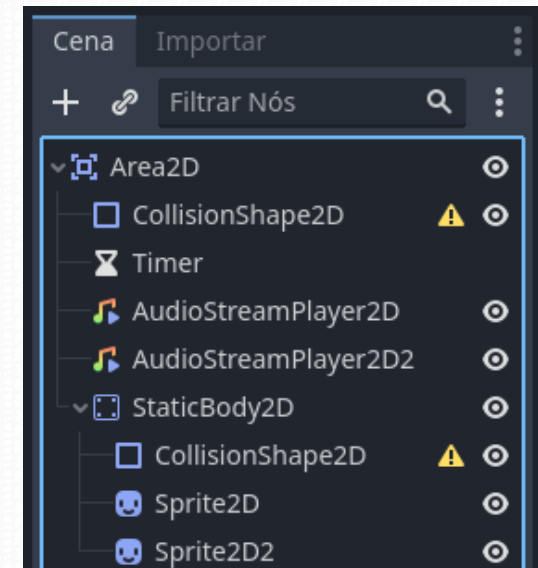 Cena Importar
Filtrar Nós
Area2D
CollisionShape2D
Timer
AudioStreamPlayer2D
AudioStreamPlayer2D2
StaticBody2D
CollisionShape2D
Sprite2D
Sprite2D2